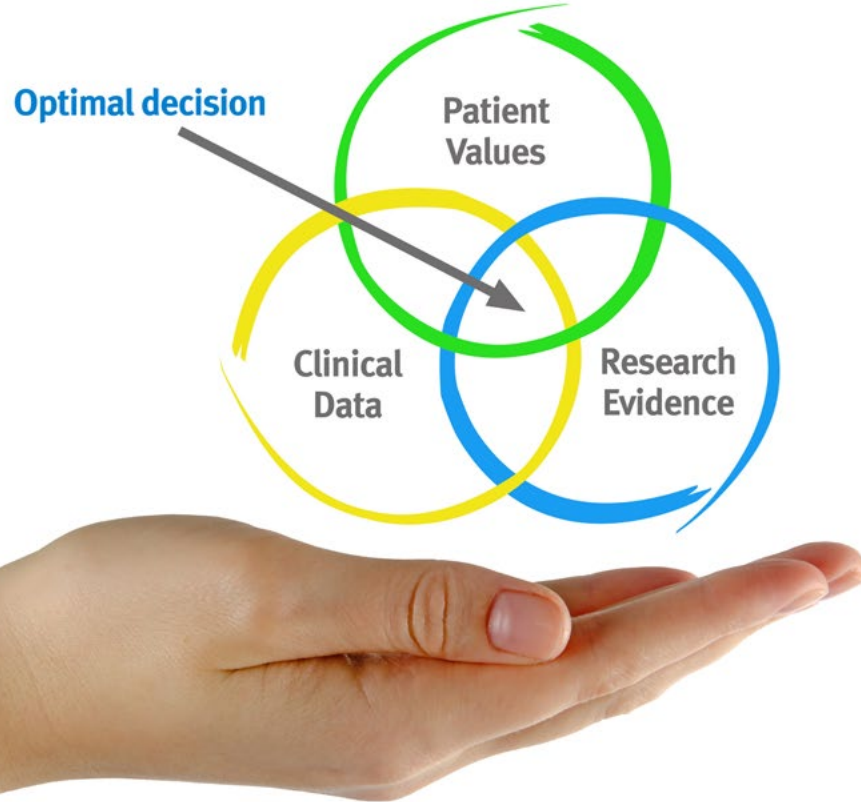 Optimal decision
Patient
Values
Clinical
Data
Research
Evidence